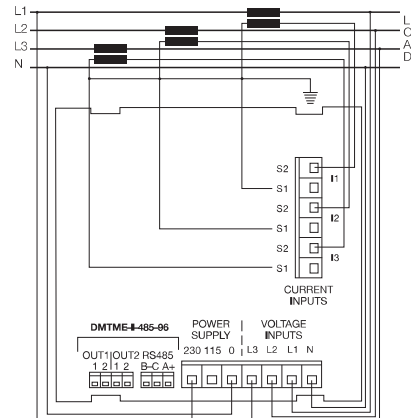 L1
L2
L3
N
L
O
A
D
S2
I1
S1
S2
I2
S1
S2
I3
S1
CURRENT
INPUTS
DMTME-II-485-96
POWER
SUPPLY
VOLTAGE
INPUTS
OUT1 OUT2 RS485
1 2 1 2 B-C A+
230 115 0 L3 L2 L1 N